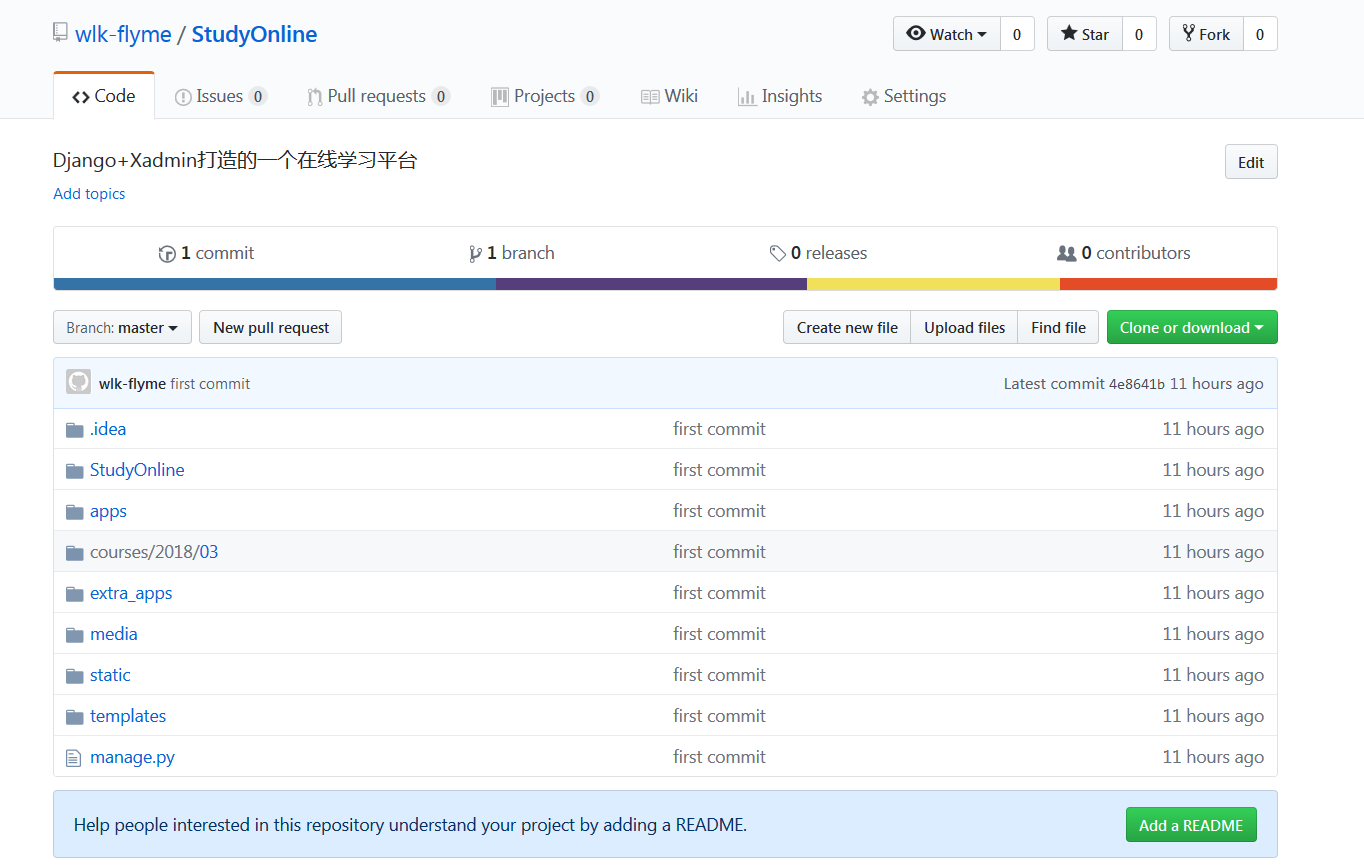 wlk-flyme / StudyOnline
Watch 0 Star 0 Fork 0
Code Issues 0 Pull requests 0 Projects 0 Wiki Insights Settings
Django+Xadmin打造的一个在线学习平台 Edit
Add topics
1 commit 1 branch 0 releases 0 contributors
Branch: master New pull request Create new file Upload files Find file Clone or download
wlk-flyme first commit Latest commit 4e8641b 11 hours ago
.idea first commit 11 hours ago
StudyOnline first commit 11 hours ago
apps first commit 11 hours ago
courses/2018/03 first commit 11 hours ago
extra_apps first commit 11 hours ago
media first commit 11 hours ago
static first commit 11 hours ago
templates first commit 11 hours ago
manage.py first commit 11 hours ago
Help people interested in this repository understand your project by adding a README. Add a README